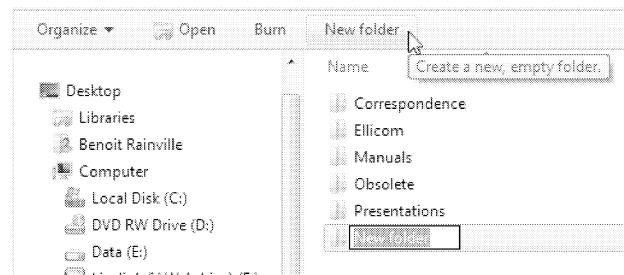 Organize Open Burn New folder
Name
Create a new, empty folder.
Desktop
Libraries
Benoit Rainville
Computer
Local Disk (C:)
DVD RW Drive (D:)
Data (E:)
Correspondence
Ellicom
Manuals
Obsolete
Presentations
New folder